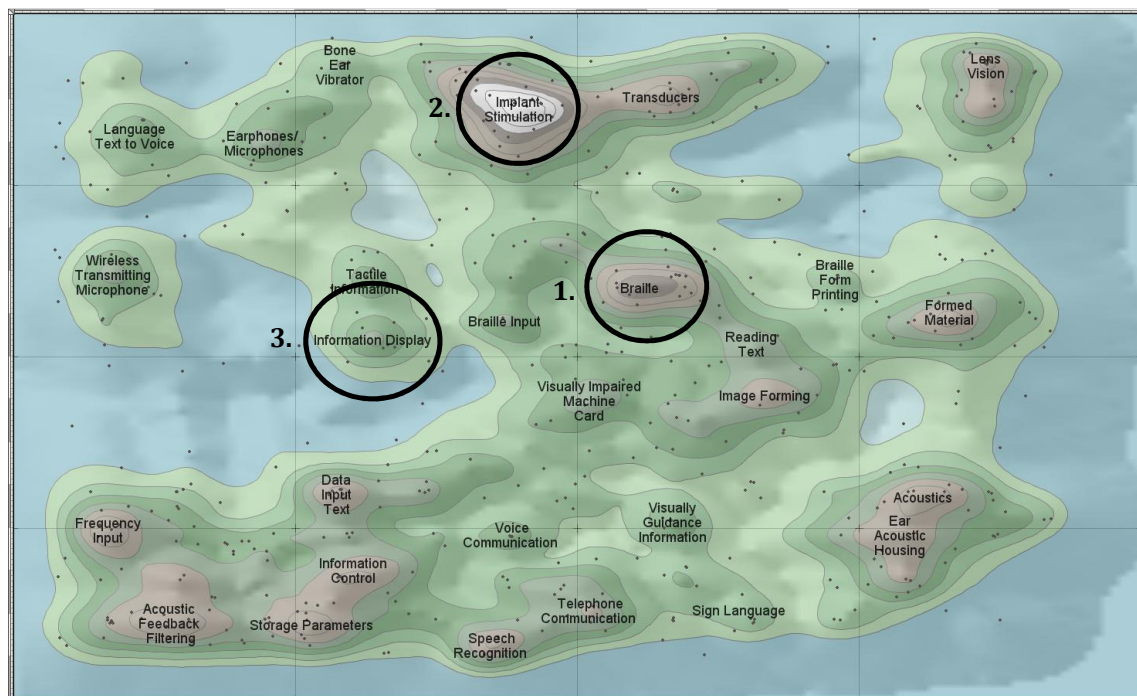 Bone
Ear
Vibrator
Lens
Vision
2.
Implant
Stimulation
Transducers
Language
Text to Voice
Earphones/
Microphones
Wireless
Transmitting
Microphone
Tactile
Information
1.
Braille
Braille
Form
Printing
Formed
Material
3.
Information Display
Braille Input
Reading
Text
Visually Impaired
Machine
Card
Image Forming
Data
Input
Text
Acoustics
Frequency
Input
Voice
Communication
Visually
Guidance
Information
Ear
Acoustic
Housing
Information
Control
Acoustic
Feedback
Filtering
Storage Parameters
Telephone
Communication
Sign Language
Speech
Recognition